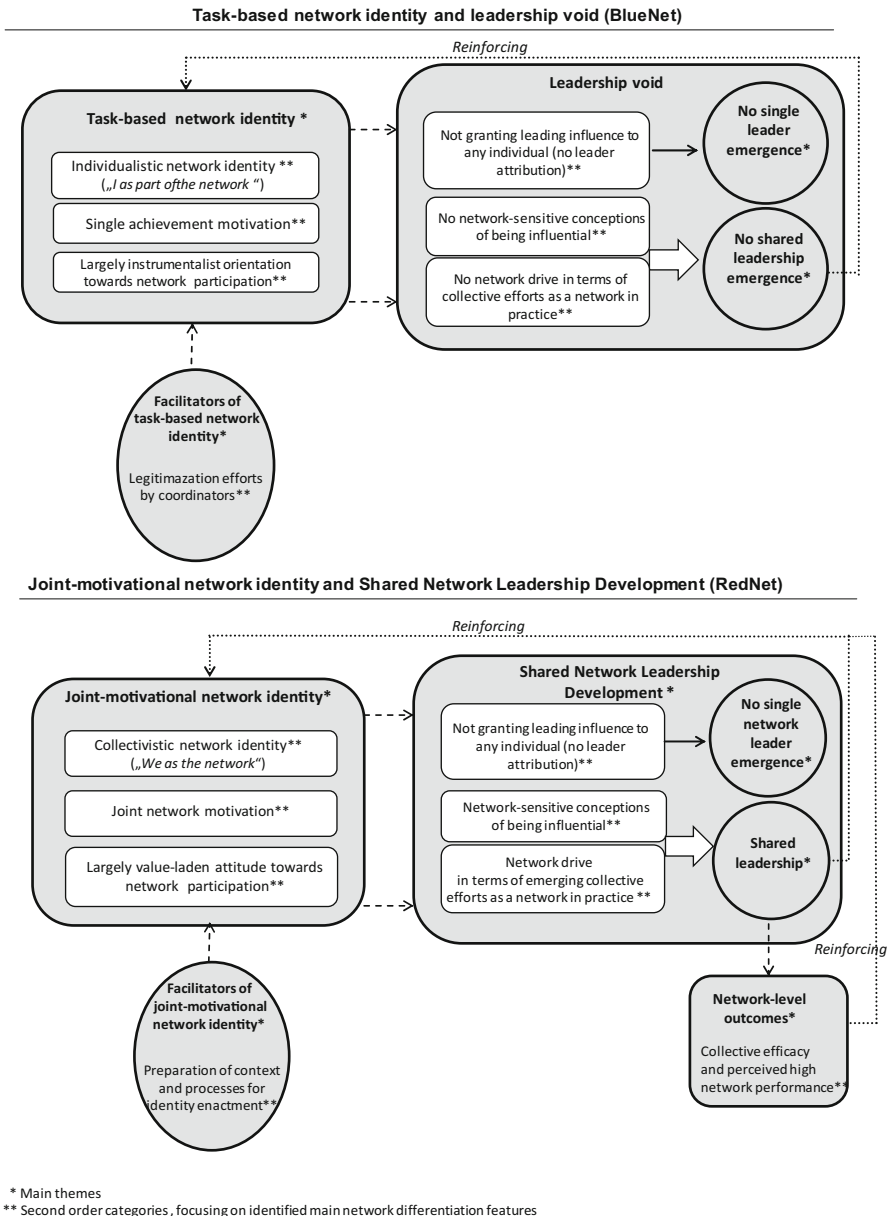 Task-based network identity and leadership void (BlueNet)
Reinforcing
Task-based network identity *
Individualistic network identity **
(„I as part ofthe network “)
Single achievement motivation**
Largely instrumentalist orientation
towards network participation**
Leadership void
Not granting leading influence to
any individual (no leader
attribution)**
No network-sensitive conceptions
of being influential**
No network drive in terms of
collective efforts as a network in
practice**
No single
leader
emergence*
No shared
leadership
emergence*
Facilitators of
task-based network
identity*
Legitimazation efforts
by coordinators**
Joint-motivational network identity and Shared Network Leadership Development (RedNet)
Reinforcing
Joint-motivational network identity*
Collectivistic network identity**
(„We as the network“)
Joint network motivation**
Largely value-laden attitude towards
network participation**
Shared Network Leadership
Development *
Not granting leading influence to
any individual (no leader
attribution)**
Network-sensitive conceptions
of being influential**
Network drive
in terms of emerging collective
efforts as a network in practice **
No single
network
leader
emergence*
Shared
leadership*
Reinforcing
Facilitators of
joint-motivational
network identity*
Preparation of context
and processes for
identity enactment**
Network-level
outcomes*
Collective efficacy
and perceived high
network performance**
* Main themes
** Second order categories, focusing on identified main network differentiation features